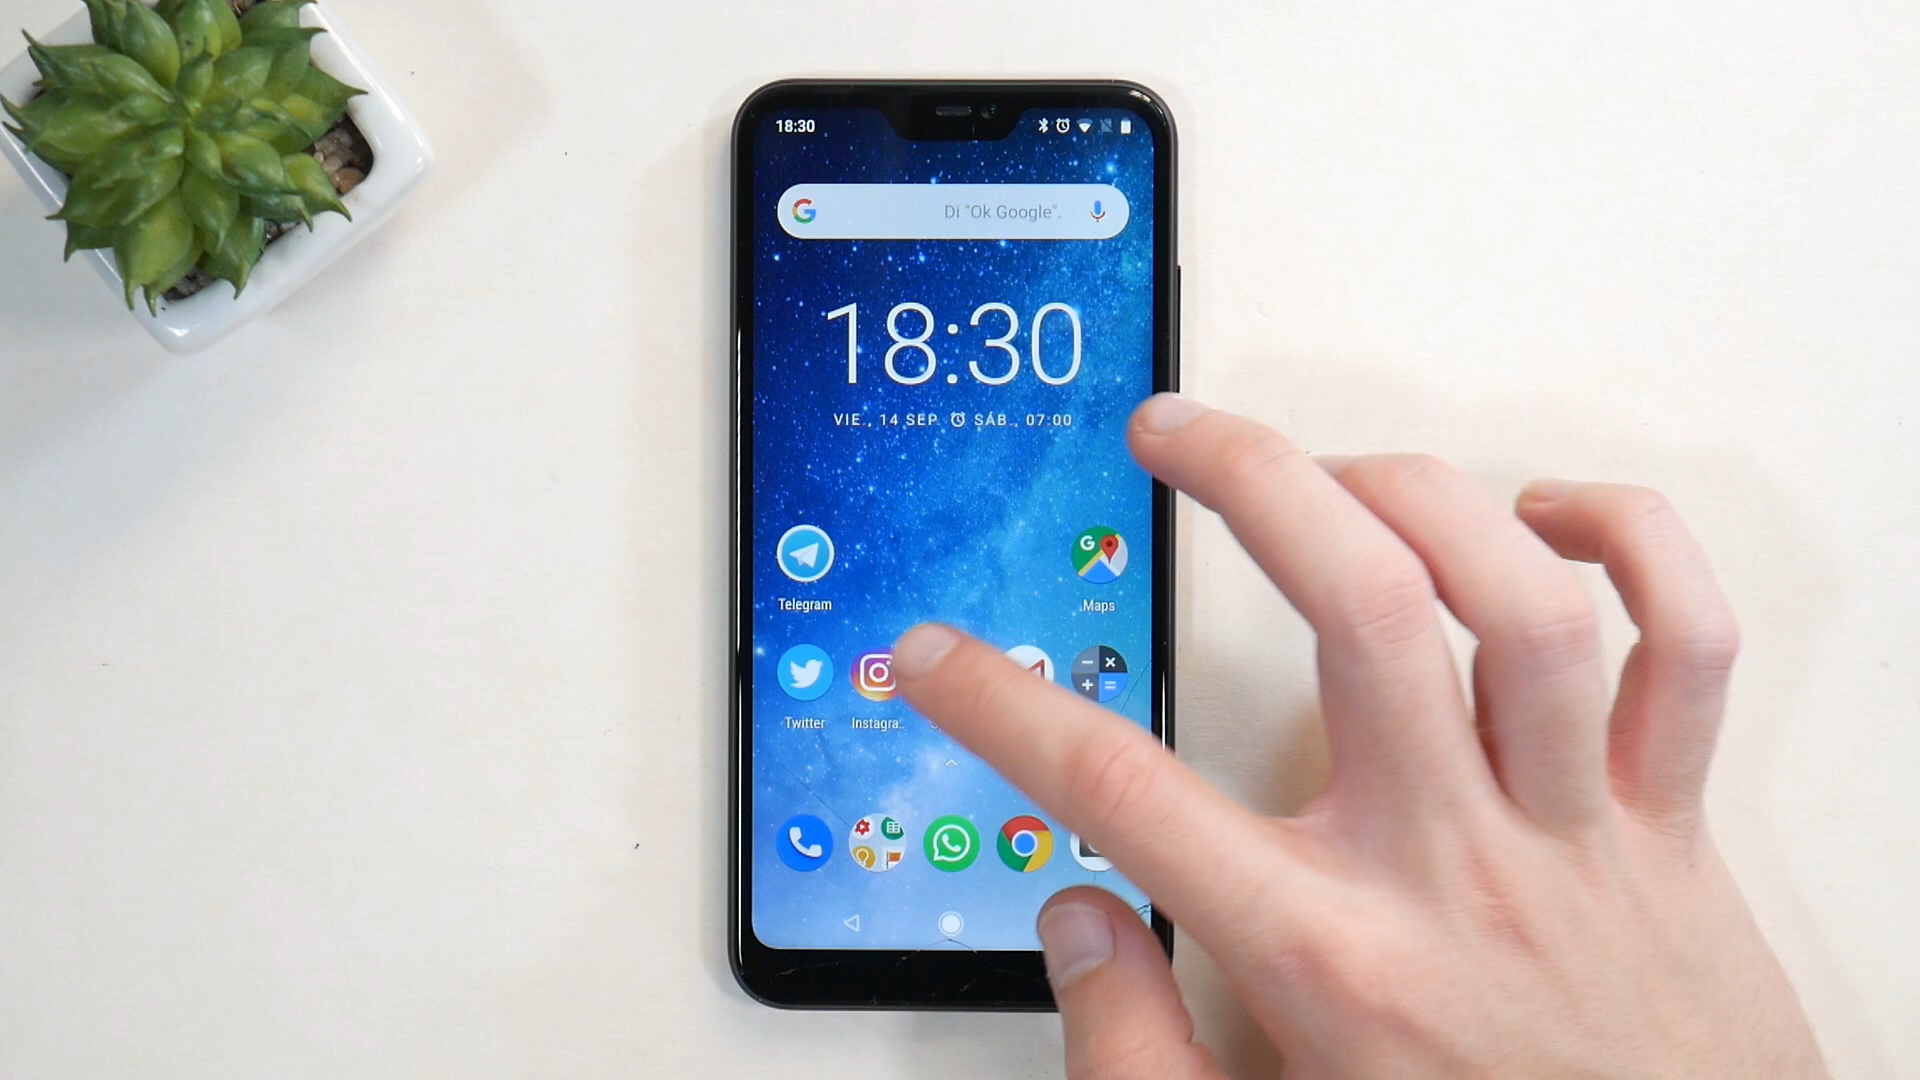 18:30
Di "Ok Google".
18:30
VIE., 14 SEP. SÁB., 07:00
G
Telegram
Maps
Twitter
Instagra..